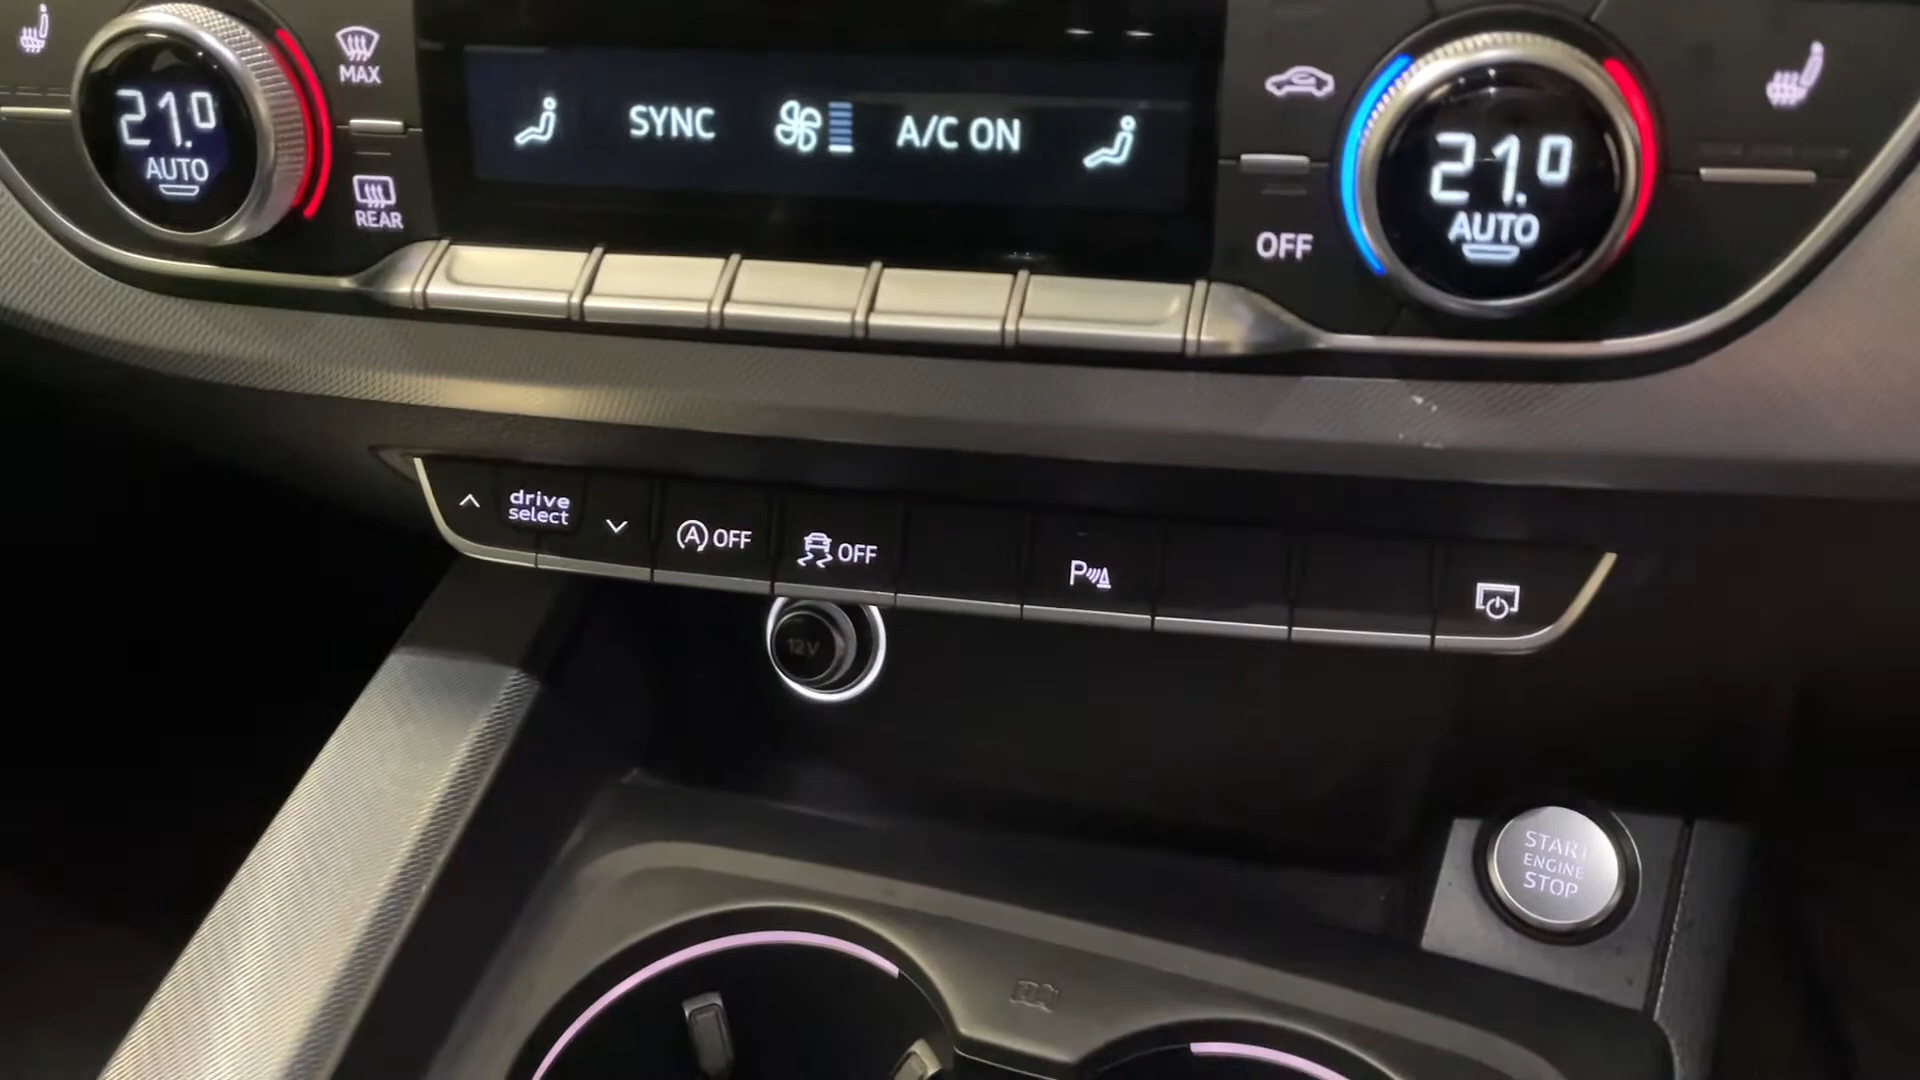 21.0
AUTO
MAX
REAR
SYNC
A/C ON
OFF
21.0
AUTO
drive
select
A OFF
OFF
P
12V
START
ENGINE
STOP